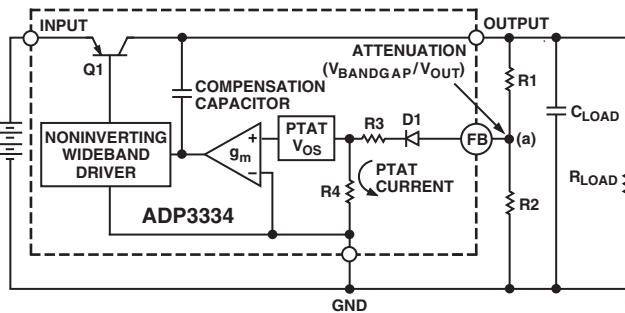 INPUT
OUTPUT
Q1
ATTENUATION
(VBANDGAP/VOUT)
R1
COMPENSATION
CAPACITOR
CLOAD
NONINVERTING
WIDEBAND
DRIVER
gm
+
−
PTAT
VOS
R3
D1
FB
(a)
PTAT
CURRENT
R4
R2
RLOAD
ADP3334
GND